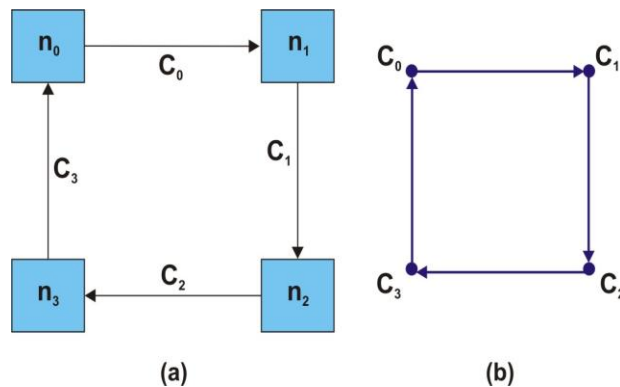 n₀
C₀
n₁
C₁
n₂
C₂
n₃
C₃
(a)
C₀
C₁
C₂
C₃
(b)